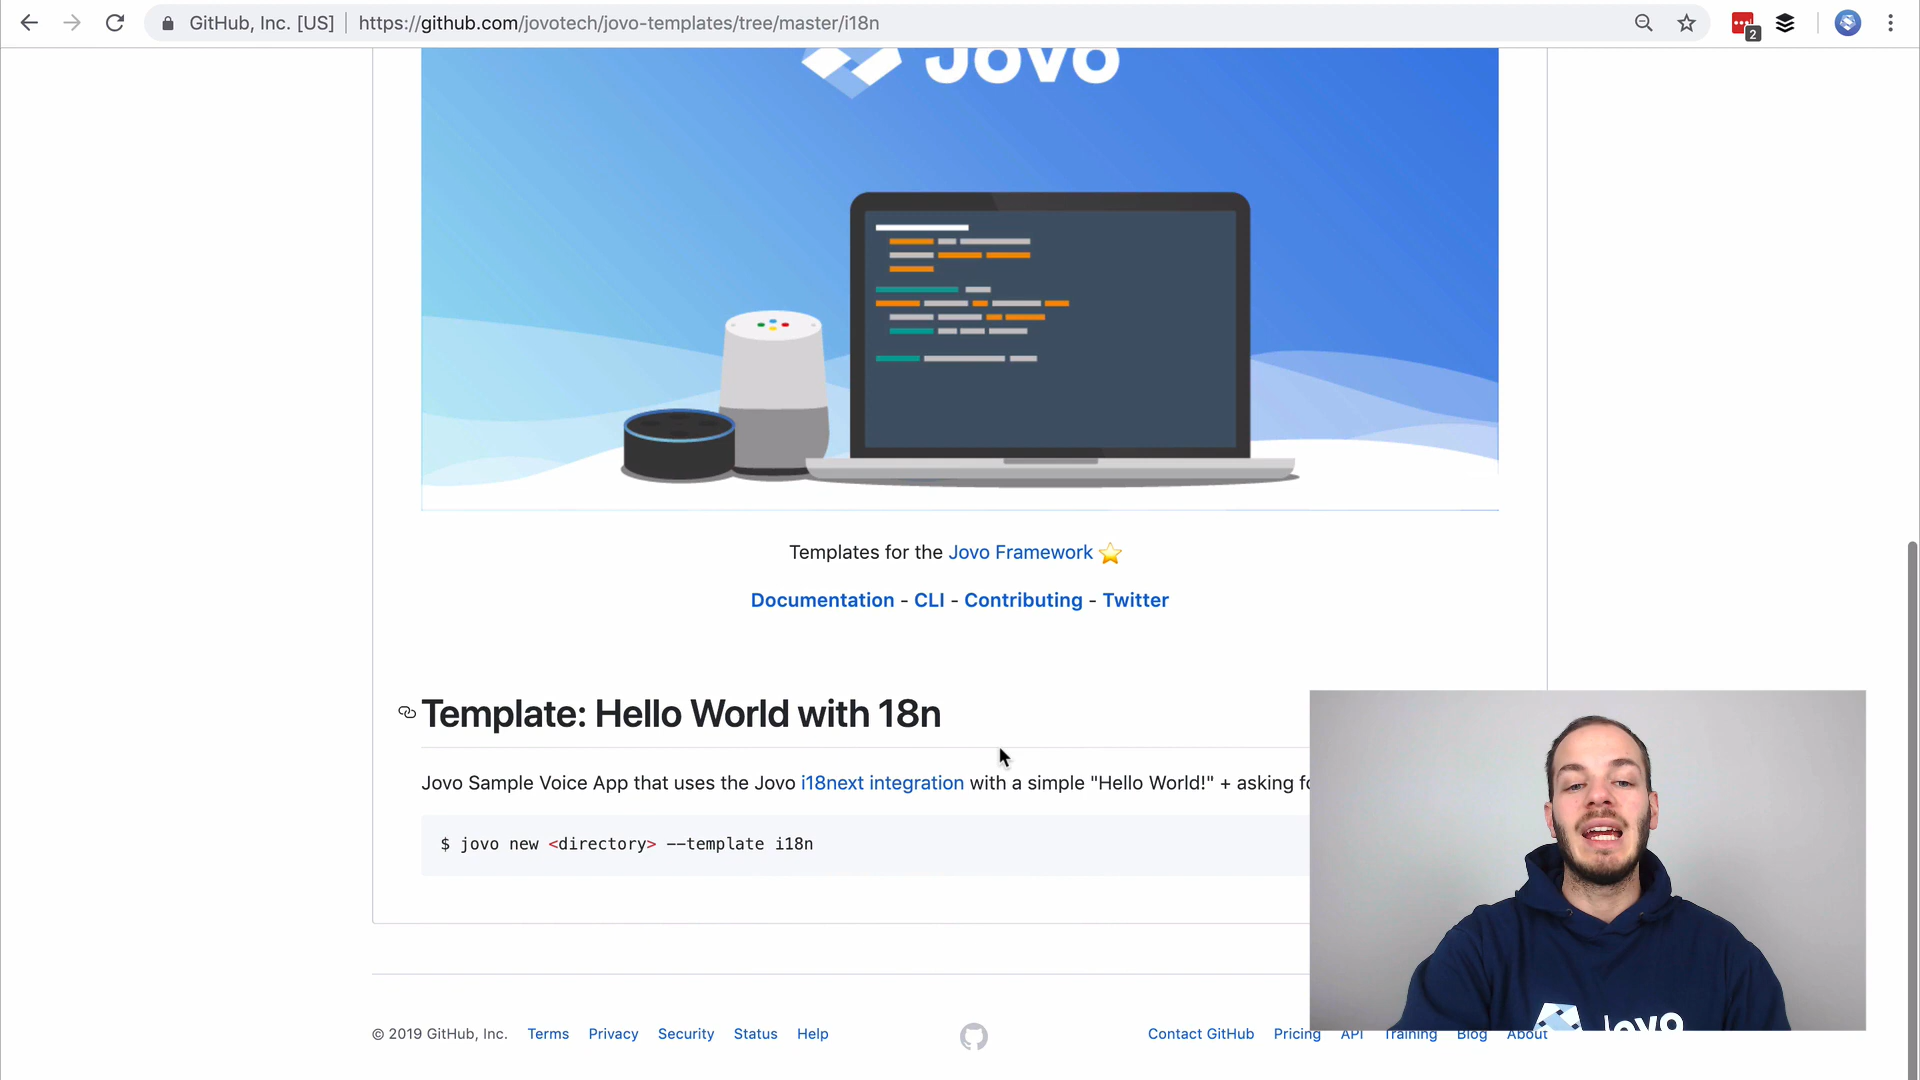 GitHub, Inc. [US] https://github.com/jovotech/jovo-templates/tree/master/i18n
2
Jovo
Templates for the Jovo Framework
Documentation - CLI - Contributing - Twitter
Template: Hello World with 18n
Jovo Sample Voice App that uses the Jovo i18next integration with a simple "Hello World!" + asking fo
$ jovo new <directory> --template i18n
© 2019 GitHub, Inc. Terms Privacy Security Status Help Contact GitHub Pricing API Training Blog About
Jovo